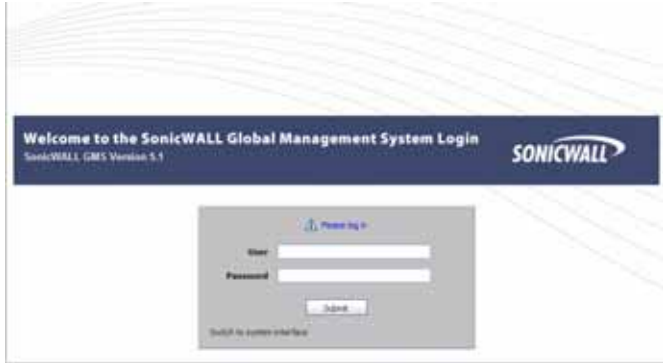 Welcome to the SonicWALL Global Management System Login
SonicWALL GMS Version 5.1
SONICWALL
Please log in
User
Password
Submit
Switch to system interface